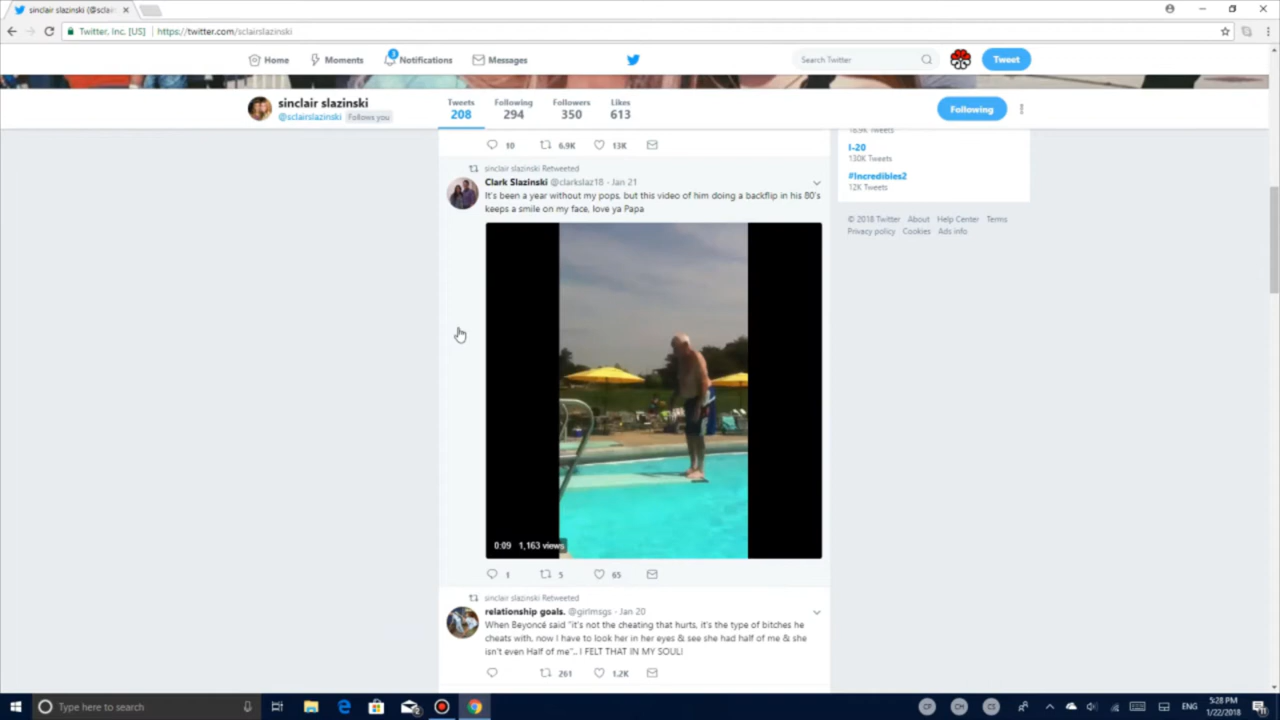 sinclair slazinski (@sclai
Twitter, Inc. [US]
https://twitter.com/sclairslazinski
Home
Moments
3
Notifications
Messages
Search Twitter
Tweet
sinclair slazinski
@sclairslazinski Follows you
Tweets
208
Following
294
Followers
350
Likes
613
Following
10 6.9K 13K
16.9K Tweets
I-20
130K Tweets
#Incredibles2
12K Tweets
© 2018 Twitter About Help Center Terms
Privacy policy Cookies Ads info
sinclair slazinski Retweeted
Clark Slazinski @clarkslaz18 · Jan 21
It's been a year without my pops, but this video of him doing a backflip in his 80's
keeps a smile on my face, love ya Papa
0:09 1,163 views
1 5 65
sinclair slazinski Retweeted
relationship goals. @girlmsgs · Jan 20
When Beyoncé said "it's not the cheating that hurts, it's the type of bitches he
cheats with, now I have to look her in her eyes & see she had half of me & she
isn't even Half of me".. I FELT THAT IN MY SOUL!
261 1.2K
Type here to search
CF
CH
CS
ENG
5:28 PM
1/22/2018